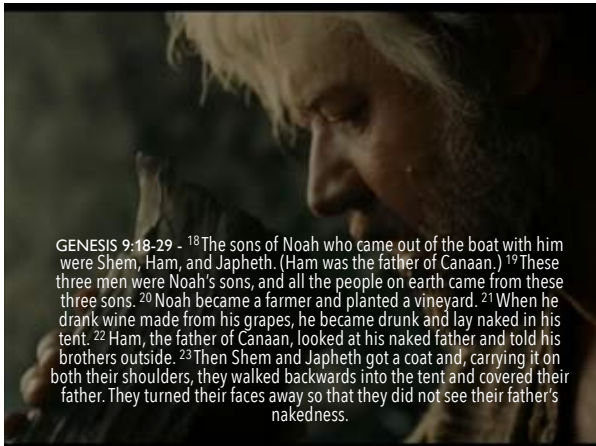 GENESIS 9:18-29 - 18 The sons of Noah who came out of the boat with him
were Shem, Ham, and Japheth. (Ham was the father of Canaan.) 19 These
three men were Noah's sons, and all the people on earth came from these
three sons. 20 Noah became a farmer and planted a vineyard. 21 When he
drank wine made from his grapes, he became drunk and lay naked in his
tent. 22 Ham, the father of Canaan, looked at his naked father and told his
brothers outside. 23 Then Shem and Japheth got a coat and, carrying it on
both their shoulders, they walked backwards into the tent and covered their
father. They turned their faces away so that they did not see their father's
nakedness.